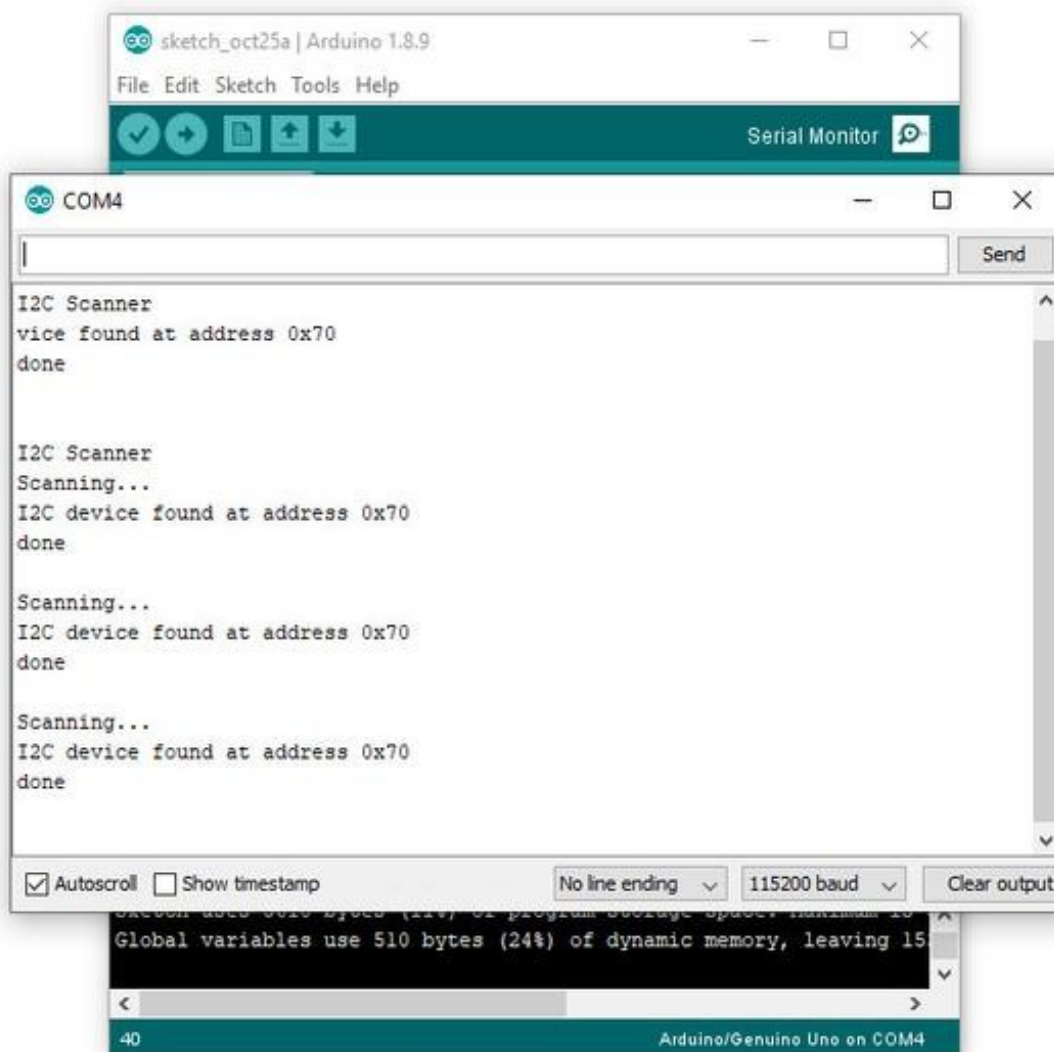 sketch_oct25a | Arduino 1.8.9
File Edit Sketch Tools Help
Serial Monitor
COM4
Send
I2C Scanner
vice found at address 0x70
done
I2C Scanner
Scanning...
I2C device found at address 0x70
done
Scanning...
I2C device found at address 0x70
done
Scanning...
I2C device found at address 0x70
done
Autoscroll Show timestamp No line ending 115200 baud Clear output
Global variables use 510 bytes (24%) of dynamic memory, leaving 15
40 Arduino/Genuino Uno on COM4